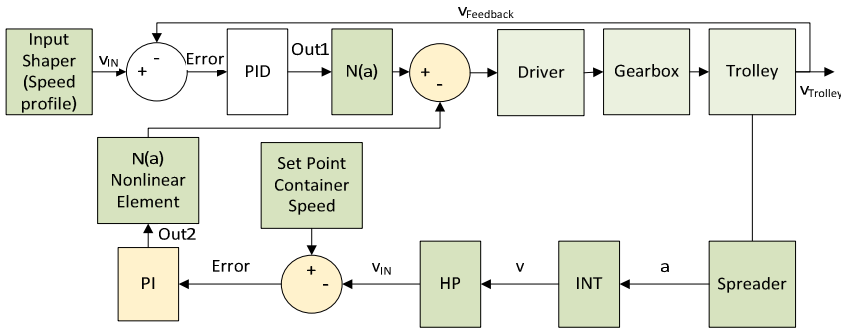 vFeedback
Input
Shaper
(Speed
profile)
vIN
-
+
Error
PID
Out1
N(a)
+
-
Driver
Gearbox
Trolley
vTrolley
N(a)
Nonlinear
Element
Set Point
Container
Speed
Out2
PI
Error
+
-
vIN
HP
v
INT
a
Spreader